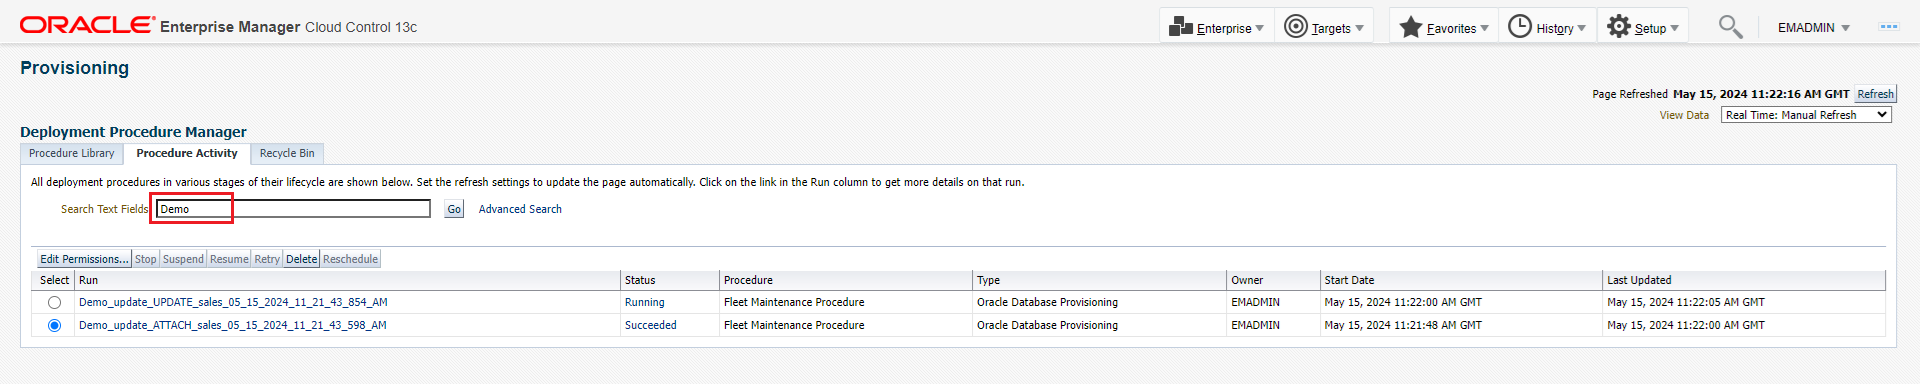 ORACLE Enterprise Manager Cloud Control 13c Enterprise Targets Favorites History Setup EMADMIN
Provisioning
Page Refreshed May 15, 2024 11:22:16 AM GMT Refresh
View Data Real Time: Manual Refresh
Deployment Procedure Manager
Procedure Library Procedure Activity Recycle Bin
All deployment procedures in various stages of their lifecycle are shown below. Set the refresh settings to update the page automatically. Click on the link in the Run column to get more details on that run.
Search Text Fields Demo Go Advanced Search
Edit Permissions... Stop Suspend Resume Retry Delete Reschedule
Select Run Status Procedure Type Owner Start Date Last Updated
Demo_update_UPDATE_sales_05_15_2024_11_21_43_854_AM Running Fleet Maintenance Procedure Oracle Database Provisioning EMADMIN May 15, 2024 11:22:00 AM GMT May 15, 2024 11:22:05 AM GMT
Demo_update_ATTACH_sales_05_15_2024_11_21_43_598_AM Succeeded Fleet Maintenance Procedure Oracle Database Provisioning EMADMIN May 15, 2024 11:21:48 AM GMT May 15, 2024 11:22:00 AM GMT